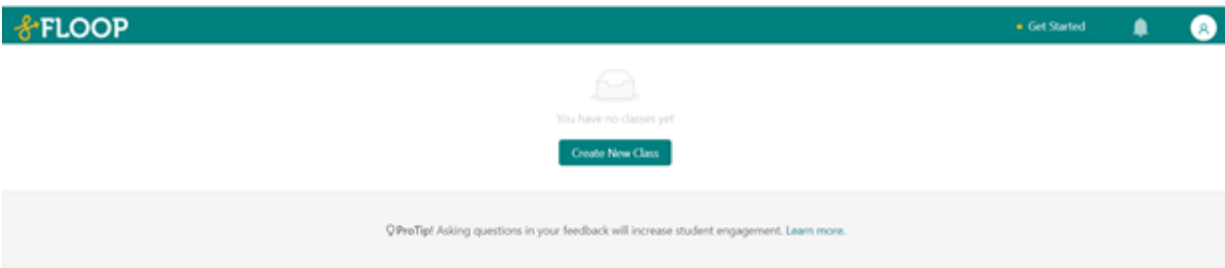 FLOOP
Get Started
You have no classes yet
Create New Class
ProTip! Asking questions in your feedback will increase student engagement. Learn more.